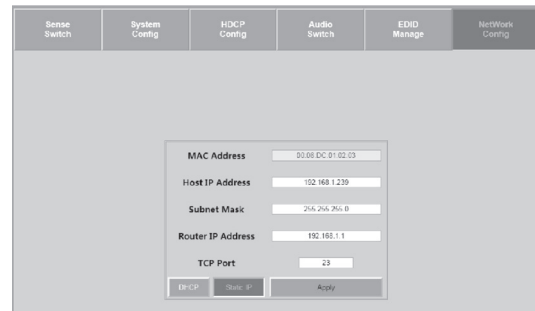 Sense Switch
System Config
HDCP Config
Audio Switch
EDID Manage
NetWork Config
MAC Address 00.08.DC.01.02.03
Host IP Address 192.168.1.239
Subnet Mask 255.255.255.0
Router IP Address 192.168.1.1
TCP Port 23
DHCP State IP Apply